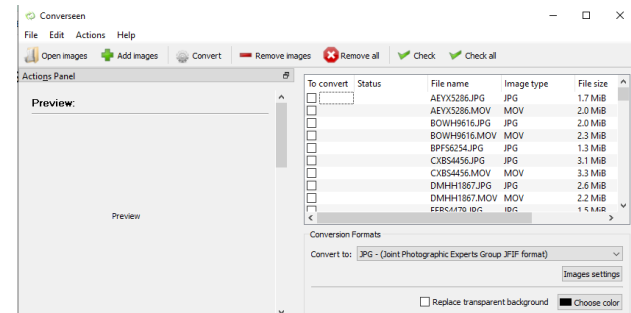 Converseen
File Edit Actions Help
Open images Add images Convert Remove images Remove all Check Check all
Actions Panel
Preview:
Preview
To convert Status File name Image type File size
AEYX5286.JPG JPG 1.7 MiB
AEYX5286.MOV MOV 2.0 MiB
BOWH9616.JPG JPG 2.0 MiB
BOWH9616.MOV MOV 2.3 MiB
BPFS6254.JPG JPG 1.3 MiB
CXBS4456.JPG JPG 3.1 MiB
CXBS4456.MOV MOV 3.3 MiB
DMHH1867.JPG JPG 2.6 MiB
DMHH1867.MOV MOV 2.2 MiB
JPG 1.5 MiB
Conversion Formats
Convert to: JPG - (Joint Photographic Experts Group JFIF format)
Images settings
Replace transparent background Choose color